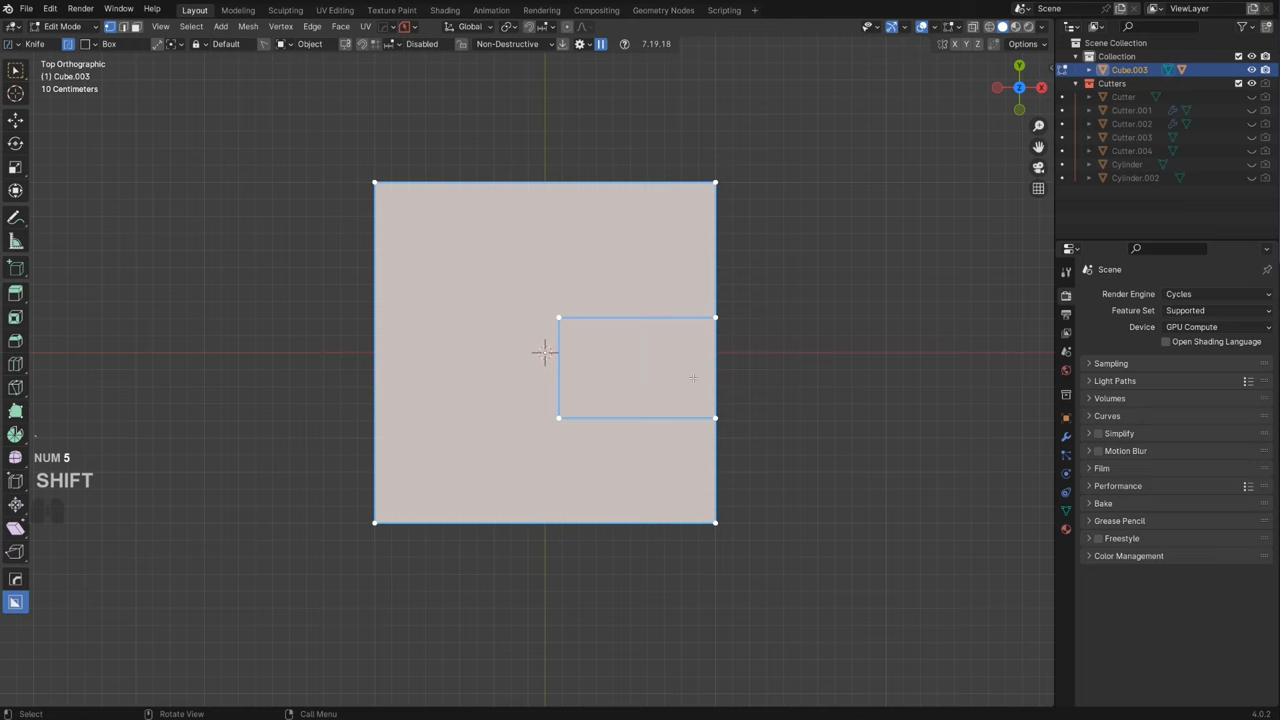 File Edit Render Window Help Layout Modeling Sculpting UV Editing Texture Paint Shading Animation Rendering Compositing Geometry Nodes Scripting + Scene ViewLayer
Edit Mode View Select Add Mesh Vertex Edge Face UV Global
Knife Box Default Object Disabled Non-Destructive 7.19.18 X Y Z Options
Top Orthographic
(1) Cube.003
10 Centimeters
Y
Z
X
NUM 5
SHIFT
Scene Collection
Collection
Cube.003
Cutters
Cutter
Cutter.001
Cutter.002
Cutter.003
Cutter.004
Cylinder
Cylinder.002
Scene
Render Engine Cycles
Feature Set Supported
Device GPU Compute
Open Shading Language
Sampling
Light Paths
Volumes
Curves
Simplify
Motion Blur
Film
Performance
Bake
Grease Pencil
Freestyle
Color Management
Select Rotate View Call Menu 4.0.2